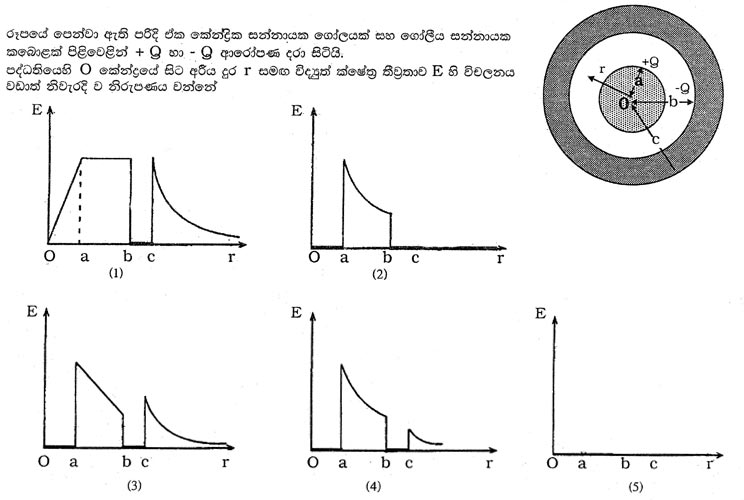 රූපයේ පෙන්වා ඇති පරිදි ඒක කේන්ද්‍රික සන්නායක ගෝලයක් සහ ගෝලීය සන්නායක
කබොළක් පිළිවෙළින් + Q හා - Q ආරෝපණ දරා සිටියි.
පද්ධතියෙහි O කේන්ද්‍රයේ සිට අරීය දුර r සමඟ විද්‍යුත් ක්ෂේත්‍ර තීව්‍රතාව E හි විචලනය
වඩාත් නිවැරදි ව නිරූපණය වන්නේ
+Q
r
a
-Q
O
b
c
E
O a b c r
(1)
E
O a b c r
(2)
E
O a b c r
(3)
E
O a b c r
(4)
E
O a b c r
(5)